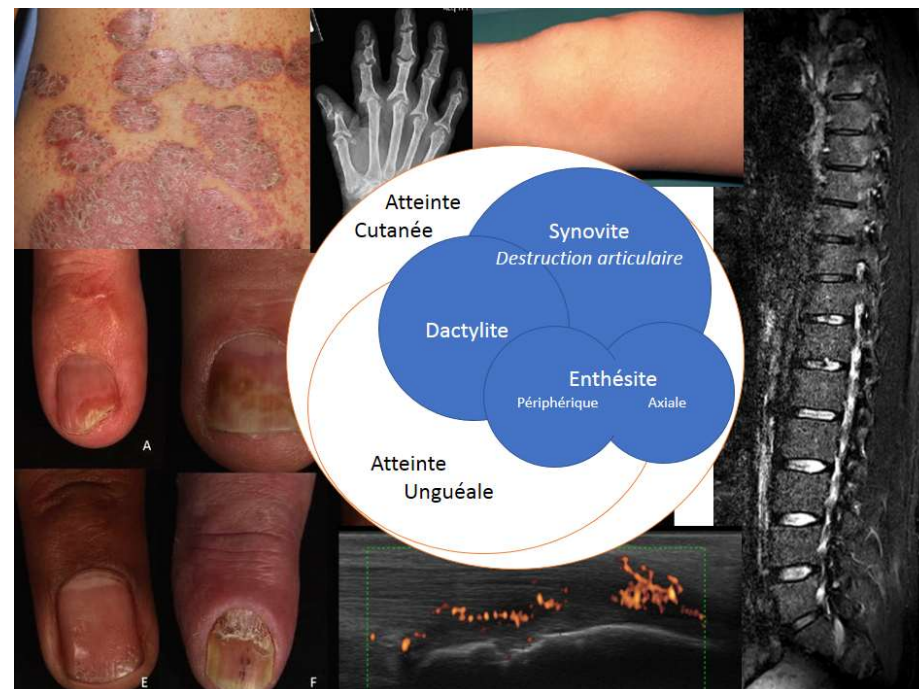 Atteinte
Cutanée
Synovite
Destruction articulaire
Dactylite
Enthésite
Périphérique
Axiale
Atteinte
Unguéale
A
E
F